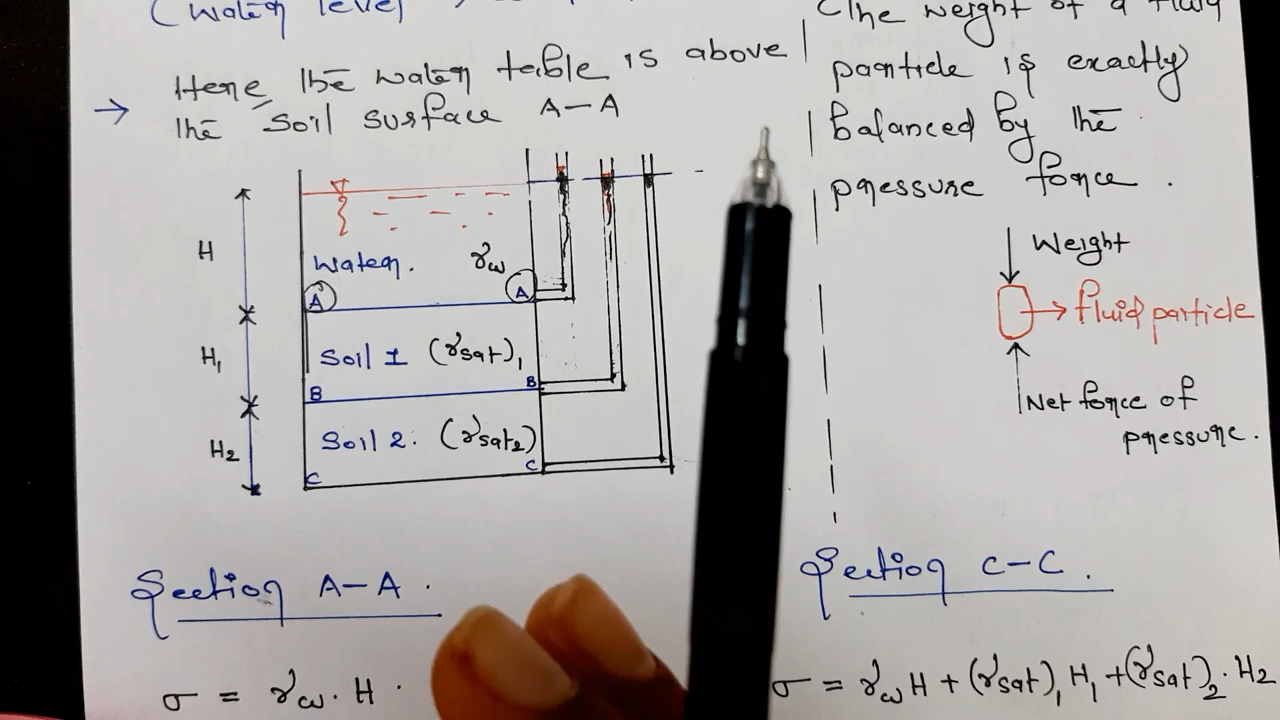 (water level
Here the water table is above
→ the soil surface A-A
H
water. γw
A A
H₁
Soil 1 (γsat)₁
B B
H₂
Soil 2. (γsat₂)
C C
Section A-A.
σ = γw. H.
The weight of a fluid
particle is exactly
balanced by the
pressure force.
Weight
→ fluid particle
Net force of
pressure.
Section C-C.
σ = γw H + (γsat)₁ H₁ + (γsat)₂. H₂